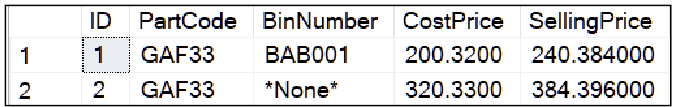 ID PartCode BinNumber CostPrice SellingPrice
1 1 GAF33 BAB001 200.3200 240.384000
2 2 GAF33 *None* 320.3300 384.396000